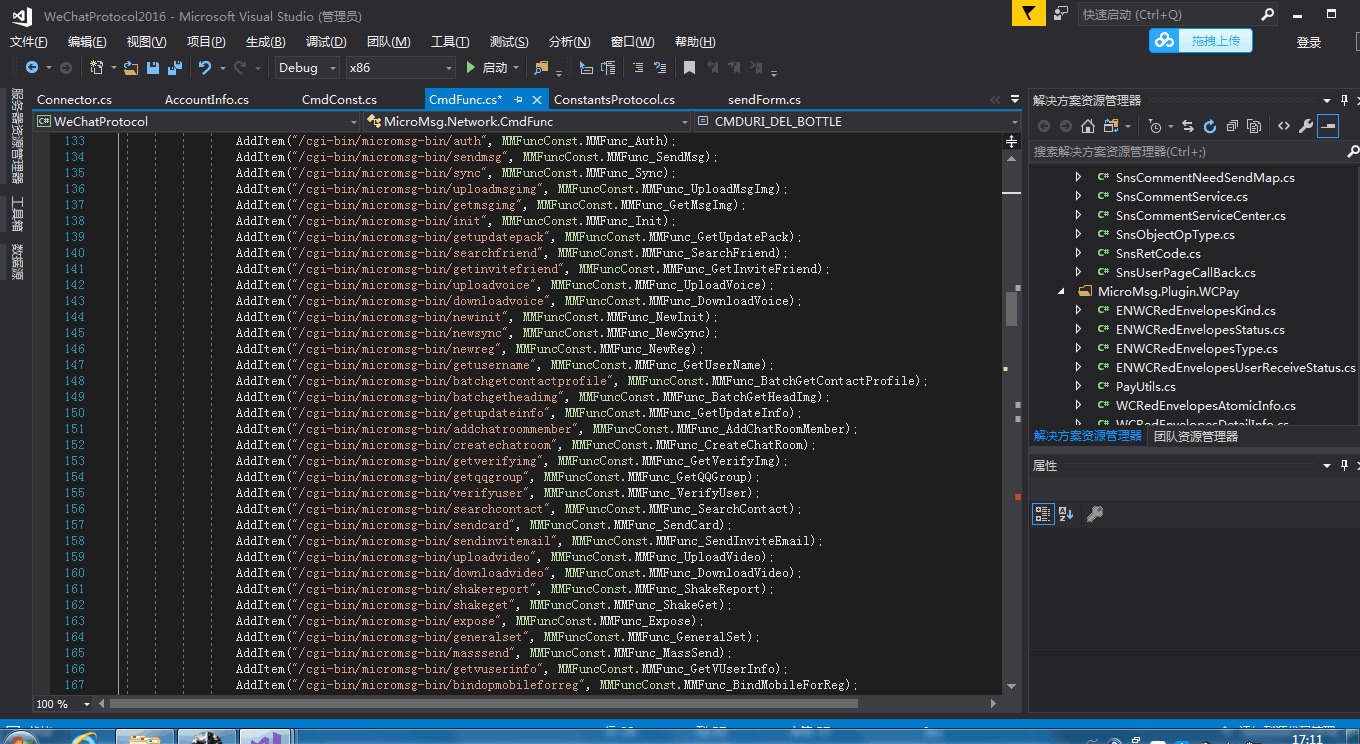 WeChatProtocol2016 - Microsoft Visual Studio (管理员)
快速启动 (Ctrl+Q)
文件(F) 编辑(E) 视图(V) 项目(P) 生成(B) 调试(D) 团队(M) 工具(T) 测试(S) 分析(N) 窗口(W) 帮助(H)
拖拽上传
登录
Debug x86 启动
服务器资源管理器
工具箱
数据源
Connector.cs AccountInfo.cs CmdConst.cs CmdFunc.cs* ConstantsProtocol.cs sendForm.cs
WeChatProtocol MicroMsg.Network.CmdFunc CMDURI_DEL_BOTTLE
133 AddItem("/cgi-bin/micromsg-bin/auth", MMFuncConst.MMFunc_Auth);
134 AddItem("/cgi-bin/micromsg-bin/sendmsg", MMFuncConst.MMFunc_SendMsg);
135 AddItem("/cgi-bin/micromsg-bin/sync", MMFuncConst.MMFunc_Sync);
136 AddItem("/cgi-bin/micromsg-bin/uploadmsgimg", MMFuncConst.MMFunc_UploadMsgImg);
137 AddItem("/cgi-bin/micromsg-bin/getmsgimg", MMFuncConst.MMFunc_GetMsgImg);
138 AddItem("/cgi-bin/micromsg-bin/init", MMFuncConst.MMFunc_Init);
139 AddItem("/cgi-bin/micromsg-bin/getupdatepack", MMFuncConst.MMFunc_GetUpdatePack);
140 AddItem("/cgi-bin/micromsg-bin/searchfriend", MMFuncConst.MMFunc_SearchFriend);
141 AddItem("/cgi-bin/micromsg-bin/getinvitefriend", MMFuncConst.MMFunc_GetInviteFriend);
142 AddItem("/cgi-bin/micromsg-bin/uploadvoice", MMFuncConst.MMFunc_UploadVoice);
143 AddItem("/cgi-bin/micromsg-bin/downloadvoice", MMFuncConst.MMFunc_DownloadVoice);
144 AddItem("/cgi-bin/micromsg-bin/newinit", MMFuncConst.MMFunc_NewInit);
145 AddItem("/cgi-bin/micromsg-bin/newsync", MMFuncConst.MMFunc_NewSync);
146 AddItem("/cgi-bin/micromsg-bin/newreg", MMFuncConst.MMFunc_NewReg);
147 AddItem("/cgi-bin/micromsg-bin/getusername", MMFuncConst.MMFunc_GetUserName);
148 AddItem("/cgi-bin/micromsg-bin/batchgetcontactprofile", MMFuncConst.MMFunc_BatchGetContactProfile);
149 AddItem("/cgi-bin/micromsg-bin/batchgetheadimg", MMFuncConst.MMFunc_BatchGetHeadImg);
150 AddItem("/cgi-bin/micromsg-bin/getupdateinfo", MMFuncConst.MMFunc_GetUpdateInfo);
151 AddItem("/cgi-bin/micromsg-bin/addchatroommember", MMFuncConst.MMFunc_AddChatRoomMember);
152 AddItem("/cgi-bin/micromsg-bin/createchatroom", MMFuncConst.MMFunc_CreateChatRoom);
153 AddItem("/cgi-bin/micromsg-bin/getverifyimg", MMFuncConst.MMFunc_GetVerifyImg);
154 AddItem("/cgi-bin/micromsg-bin/getqqgroup", MMFuncConst.MMFunc_GetQQGroup);
155 AddItem("/cgi-bin/micromsg-bin/verifyuser", MMFuncConst.MMFunc_VerifyUser);
156 AddItem("/cgi-bin/micromsg-bin/searchcontact", MMFuncConst.MMFunc_SearchContact);
157 AddItem("/cgi-bin/micromsg-bin/sendcard", MMFuncConst.MMFunc_SendCard);
158 AddItem("/cgi-bin/micromsg-bin/sendinvitemail", MMFuncConst.MMFunc_SendInviteEmail);
159 AddItem("/cgi-bin/micromsg-bin/uploadvideo", MMFuncConst.MMFunc_UploadVideo);
160 AddItem("/cgi-bin/micromsg-bin/downloadvideo", MMFuncConst.MMFunc_DownloadVideo);
161 AddItem("/cgi-bin/micromsg-bin/shakereport", MMFuncConst.MMFunc_ShakeReport);
162 AddItem("/cgi-bin/micromsg-bin/shakeget", MMFuncConst.MMFunc_ShakeGet);
163 AddItem("/cgi-bin/micromsg-bin/expose", MMFuncConst.MMFunc_Expose);
164 AddItem("/cgi-bin/micromsg-bin/generalset", MMFuncConst.MMFunc_GeneralSet);
165 AddItem("/cgi-bin/micromsg-bin/masssend", MMFuncConst.MMFunc_MassSend);
166 AddItem("/cgi-bin/micromsg-bin/getvuserinfo", MMFuncConst.MMFunc_GetVUserInfo);
167 AddItem("/cgi-bin/micromsg-bin/bindopmobileforreg", MMFuncConst.MMFunc_BindMobileForReg);
100 %
解决方案资源管理器
搜索解决方案资源管理器(Ctrl+;)
C# SnsCommentNeedSendMap.cs
C# SnsCommentService.cs
C# SnsCommentServiceCenter.cs
C# SnsObjectOpType.cs
C# SnsRetCode.cs
C# SnsUserPageCallBack.cs
MicroMsg.Plugin.WCPay
C# ENWCRedEnvelopesKind.cs
C# ENWCRedEnvelopesStatus.cs
C# ENWCRedEnvelopesType.cs
C# ENWCRedEnvelopesUserReceiveStatus.cs
C# PayUtils.cs
C# WCRedEnvelopesAtomicInfo.cs
C# WCRedEnvelopesDetailInfo.cs
解决方案资源管理器 团队资源管理器
属性
17:11